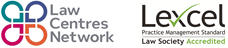 Law
Centres
Network
Lexcel
Practice Management Standard
Law Society Accredited